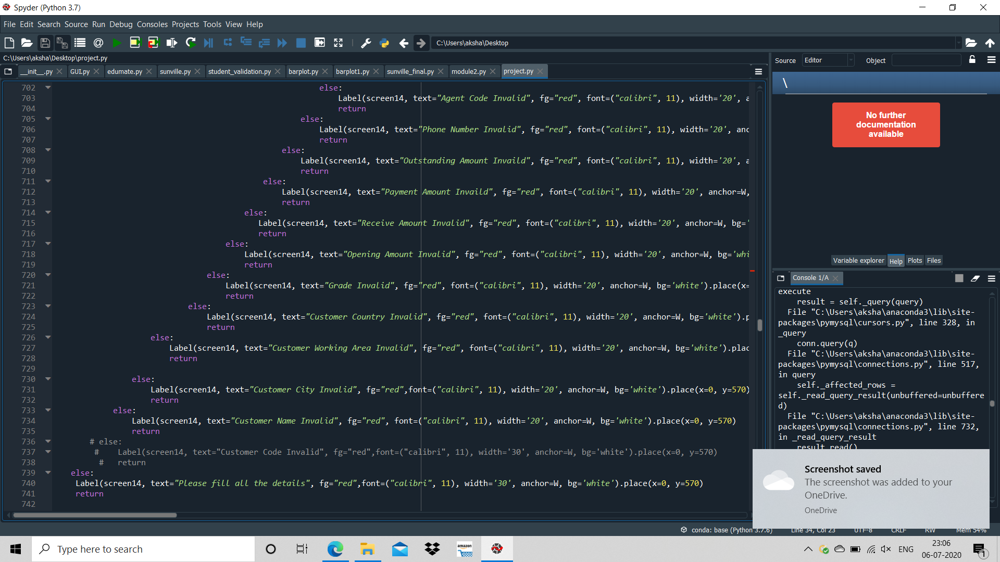 Spyder (Python 3.7)
File Edit Search Source Run Debug Consoles Projects Tools View Help
C:\Users\aksha\Desktop
C:\Users\aksha\Desktop\project.py
__init__.py GUI.py edumate.py sunville.py student_validation.py barplot.py barplot1.py sunville_final.py module2.py project.py
702 else:
703 Label(screen14, text="Agent Code Invalid", fg="red", font=("calibri", 11), width='20', a
704 return
705 else:
706 Label(screen14, text="Phone Number Invalid", fg="red", font=("calibri", 11), width='20', anc
707 return
708 else:
709 Label(screen14, text="Outstanding Amount Invaild", fg="red", font=("calibri", 11), width='20', a
710 return
711 else:
712 Label(screen14, text="Payment Amount Invaild", fg="red", font=("calibri", 11), width='20', anchor=W,
713 return
714 else:
715 Label(screen14, text="Receive Amount Invalid", fg="red", font=("calibri", 11), width='20', anchor=W, bg='
716 return
717 else:
718 Label(screen14, text="Opening Amount Invalid", fg="red", font=("calibri", 11), width='20', anchor=W, bg='whi
719 return
720 else:
721 Label(screen14, text="Grade Invalid", fg="red", font=("calibri", 11), width='20', anchor=W, bg='white').place(x=
722 return
723 else:
724 Label(screen14, text="Customer Country Invalid", fg="red", font=("calibri", 11), width='20', anchor=W, bg='white').p
725 return
726 else:
727 Label(screen14, text="Customer Working Area Invalid", fg="red", font=("calibri", 11), width='20', anchor=W, bg='white').plac
728 return
729
730 else:
731 Label(screen14, text="Customer City Invalid", fg="red",font=("calibri", 11), width='20', anchor=W, bg='white').place(x=0, y=570)
732 return
733 else:
734 Label(screen14, text="Customer Name Invalid", fg="red", font=("calibri", 11), width='20', anchor=W, bg='white').place(x=0, y=570)
735 return
736 # else:
737 # Label(screen14, text="Customer Code Invalid", fg="red",font=("calibri", 11), width='30', anchor=W, bg='white').place(x=0, y=570)
738 # return
739 else:
740 Label(screen14, text="Please fill all the details", fg="red",font=("calibri", 11), width='30', anchor=W, bg='white').place(x=0, y=570)
741 return
742
Source Editor Object
\
No further
documentation
available
Variable explorer Help Plots Files
Console 1/A
execute
result = self._query(query)
File "C:\Users\aksha\anaconda3\lib\site-
packages\pymysql\cursors.py", line 328, in
_query
conn.query(q)
File "C:\Users\aksha\anaconda3\lib\site-
packages\pymysql\connections.py", line 517,
in query
self._affected_rows =
self._read_query_result(unbuffered=unbuffere
d)
File "C:\Users\aksha\anaconda3\lib\site-
packages\pymysql\connections.py", line 732,
in _read_query_result
result.read()
Screenshot saved
The screenshot was added to your
OneDrive.
OneDrive
conda: base (Python 3.7.6) Line 34, Col 23 UTF-8 CRLF RW Mem 54%
Type here to search
amazon
ENG
23:06
06-07-2020
1